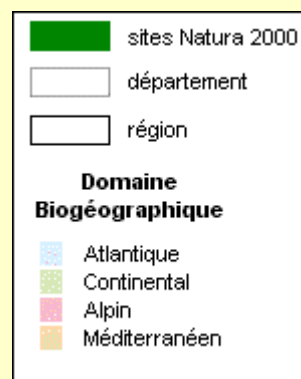 sites Natura 2000
département
région
Domaine
Biogéographique
Atlantique
Continental
Alpin
Méditerranéen